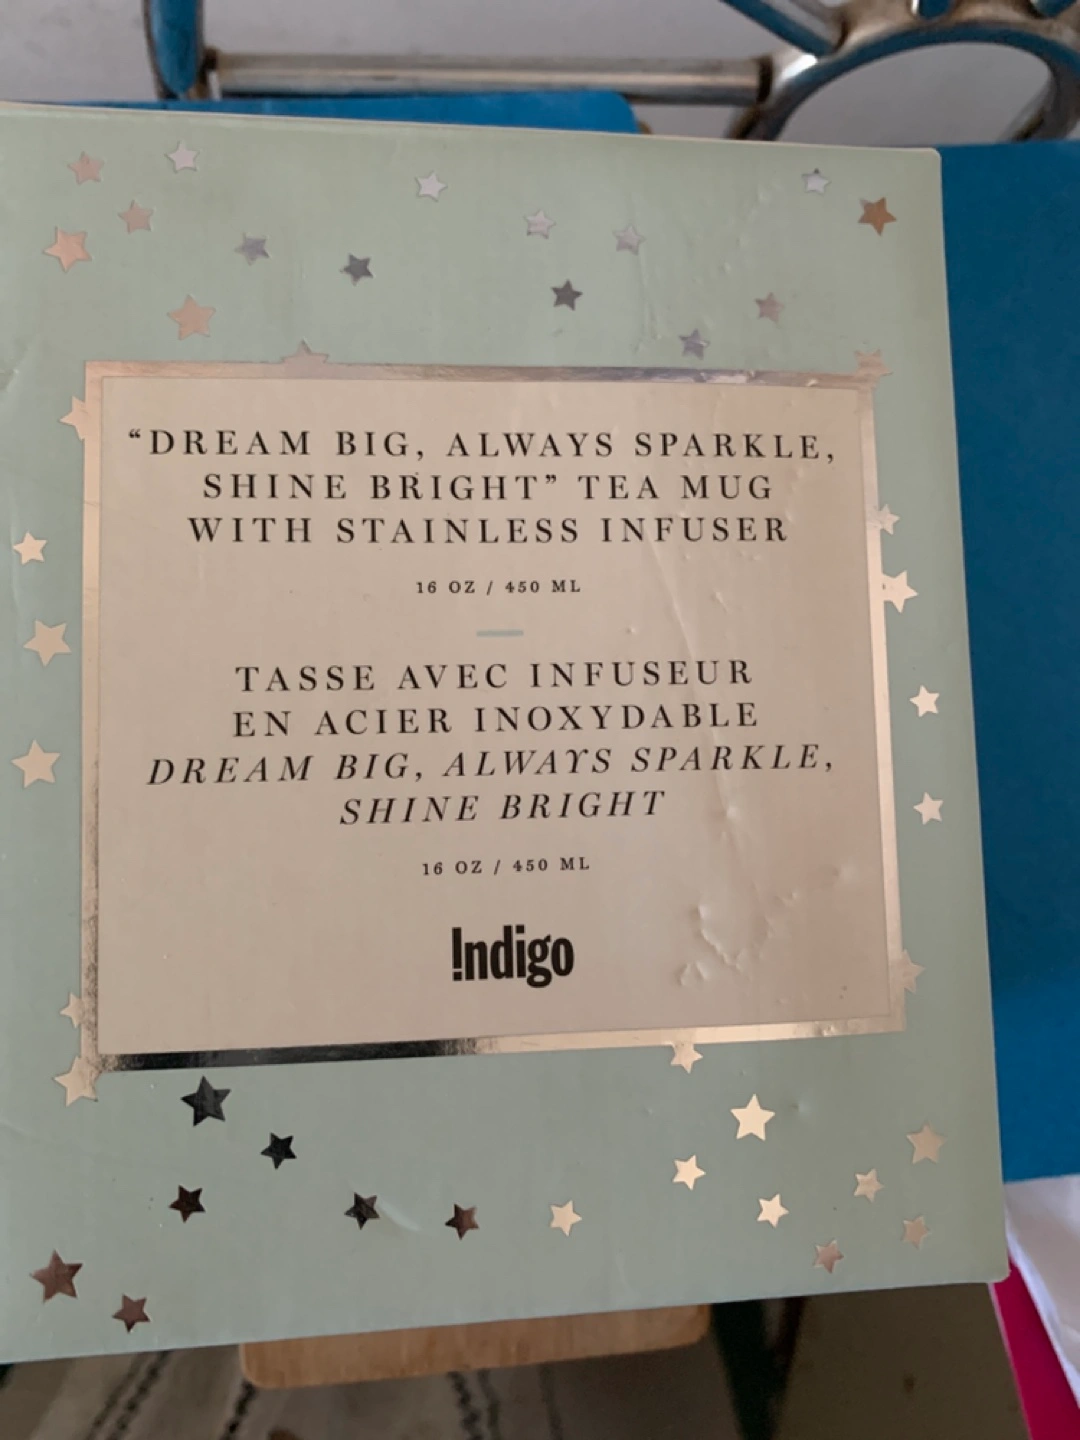 “DREAM BIG, ALWAYS SPARKLE,
SHINE BRIGHT” TEA MUG
WITH STAINLESS INFUSER
16 OZ / 450 ML
TASSE AVEC INFUSEUR
EN ACIER INOXYDABLE
DREAM BIG, ALWAYS SPARKLE,
SHINE BRIGHT
16 OZ / 450 ML
!ndigo